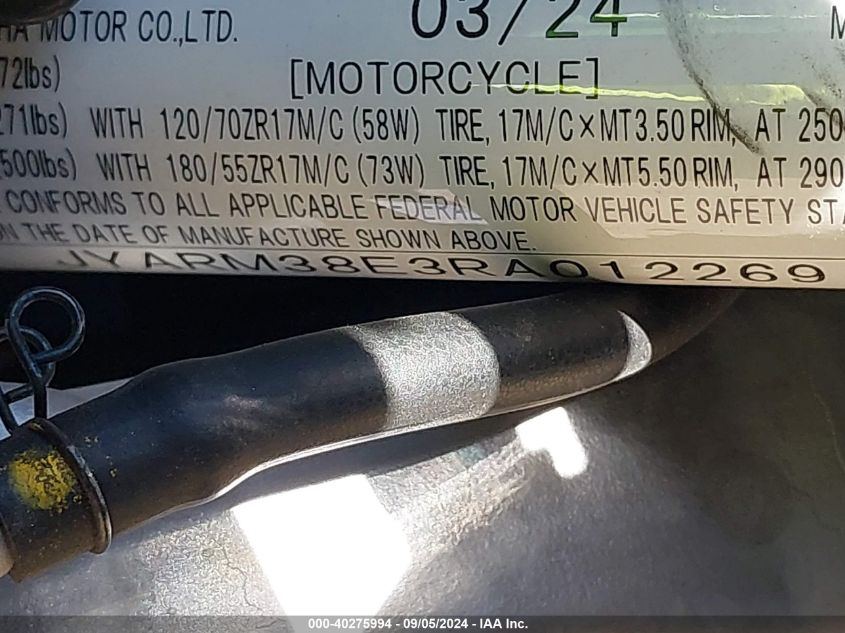 HA MOTOR CO.,LTD. 03/24 M
72lbs) [MOTORCYCLE]
271lbs) WITH 120/70ZR17M/C (58W) TIRE, 17M/C×MT3.50 RIM, AT 250
500lbs) WITH 180/55ZR17M/C (73W) TIRE, 17M/C×MT5.50 RIM, AT 290
E CONFORMS TO ALL APPLICABLE FEDERAL MOTOR VEHICLE SAFETY STA
ON THE DATE OF MANUFACTURE SHOWN ABOVE.
JYARM38E3RA012269
000-40275994 - 09/05/2024 - IAA Inc.